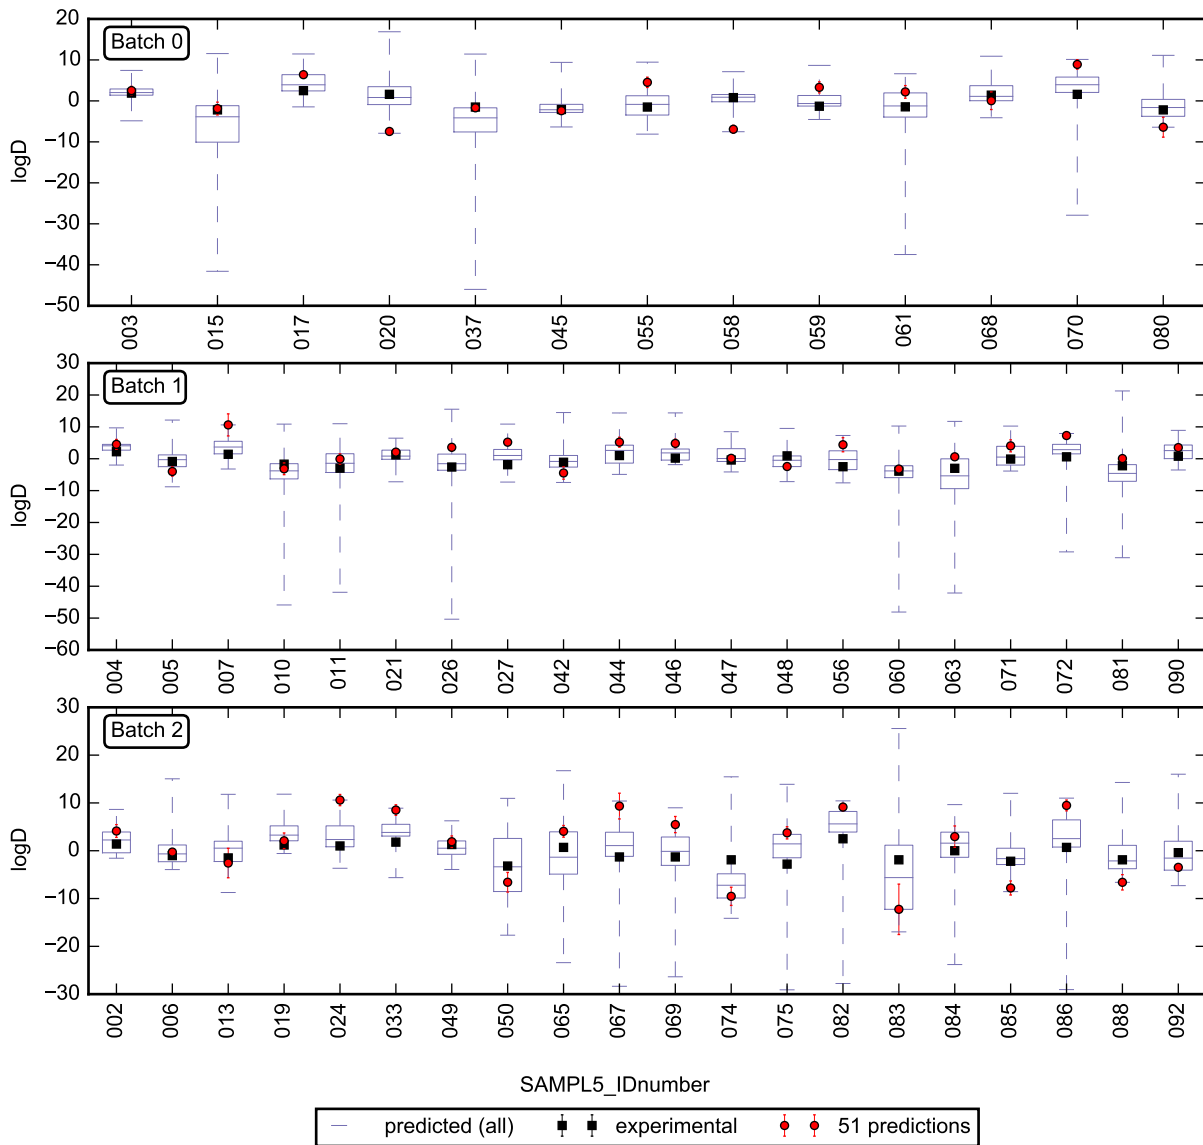 20
Batch 0
10
0
−10
−20
−30
−40
−50
logD
003 015 017 020 037 045 055 058 059 061 068 070 080
30
Batch 1
20
10
0
−10
−20
−30
−40
−50
−60
logD
004 005 007 010 011 021 026 027 042 044 046 047 048 056 060 063 071 072 081 090
30
Batch 2
20
10
0
−10
−20
−30
logD
002 006 013 019 024 033 049 050 065 067 069 074 075 082 083 084 085 086 088 092
SAMPL5_IDnumber
predicted (all) experimental 51 predictions